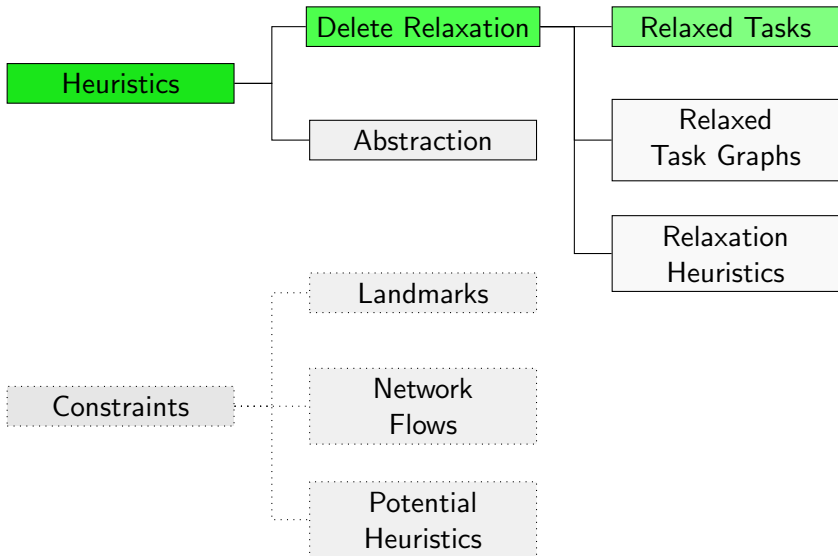 Heuristics
Delete Relaxation
Abstraction
Relaxed Tasks
Relaxed
Task Graphs
Relaxation
Heuristics
Constraints
Landmarks
Network
Flows
Potential
Heuristics